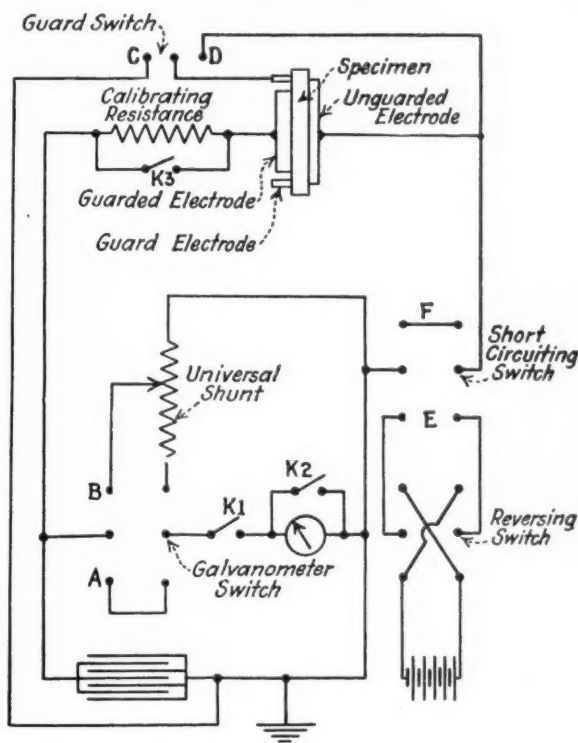 Guard Switch
C
D
Specimen
Unguarded
Electrode
Calibrating
Resistance
K3
Guarded Electrode
Guard Electrode
F
Short
Circuiting
Switch
Universal
Shunt
E
B
K2
K1
Reversing
Switch
A
Galvanometer
Switch